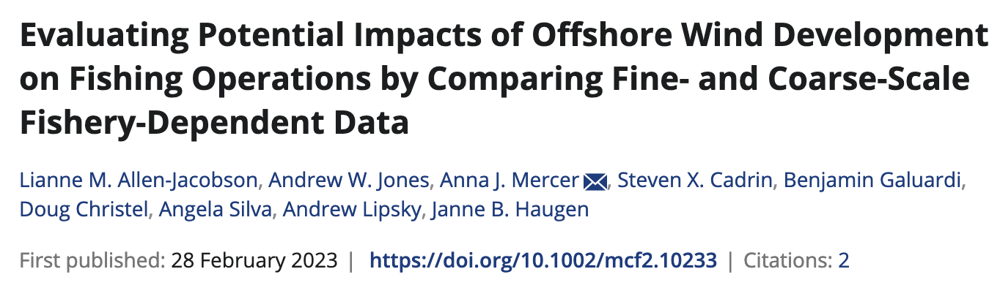 Evaluating Potential Impacts of Offshore Wind Development
on Fishing Operations by Comparing Fine- and Coarse-Scale
Fishery-Dependent Data
Lianne M. Allen-Jacobson, Andrew W. Jones, Anna J. Mercer, Steven X. Cadrin, Benjamin Galuardi,
Doug Christel, Angela Silva, Andrew Lipsky, Janne B. Haugen
First published: 28 February 2023 | https://doi.org/10.1002/mcf2.10233 | Citations: 2